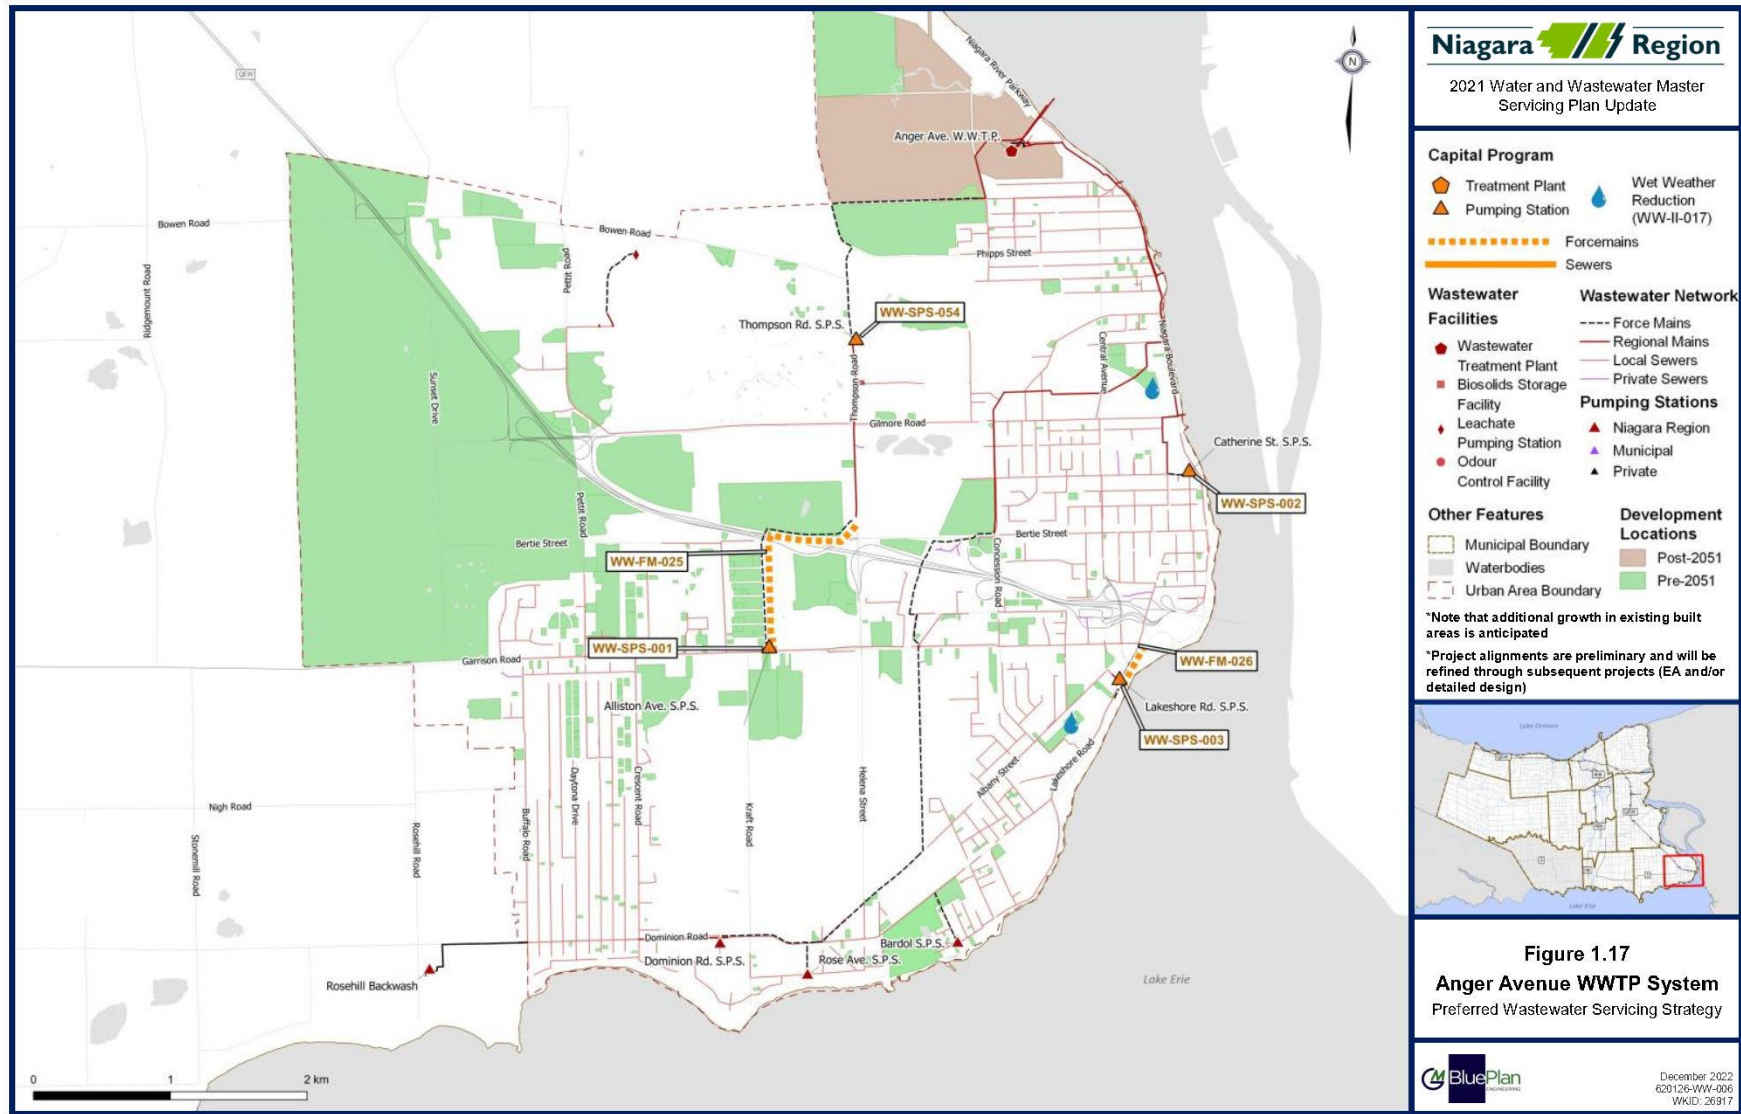 Niagara River Parkway
QEW
N
Anger Ave. W.W.T.P.
Bowen Road
Bowen Road
Pettit Road
Phipps Street
Ridgemount Road
WW-SPS-054
Thompson Rd. S.P.S.
Thompson Road
Central Avenue
Niagara Boulevard
Sunset Drive
Gilmore Road
Catherine St. S.P.S.
WW-SPS-002
Pettit Road
Bertie Street
Bertie Street
Concession Road
WW-FM-025
WW-SPS-001
Garrison Road
WW-FM-026
Alliston Ave. S.P.S.
Lakeshore Rd. S.P.S.
WW-SPS-003
Albany Street
Lakeshore Road
Daytona Drive
Crescent Road
Helena Street
Nigh Road
Buffalo Road
Kraft Road
Rosehill Road
Stonemill Road
Dominion Road
Bardol S.P.S.
Dominion Rd. S.P.S.
Rose Ave. S.P.S.
Rosehill Backwash
Lake Erie
0 1 2 km
Niagara Region
2021 Water and Wastewater Master
Servicing Plan Update
Capital Program
Treatment Plant
Pumping Station
Wet Weather
Reduction
(WW-II-017)
Forcemains
Sewers
Wastewater
Facilities
Wastewater
Treatment Plant
Biosolids Storage
Facility
Leachate
Pumping Station
Odour
Control Facility
Wastewater Network
Force Mains
Regional Mains
Local Sewers
Private Sewers
Pumping Stations
Niagara Region
Municipal
Private
Other Features
Municipal Boundary
Waterbodies
Urban Area Boundary
Development
Locations
Post-2051
Pre-2051
*Note that additional growth in existing built
areas is anticipated
*Project alignments are preliminary and will be
refined through subsequent projects (EA and/or
detailed design)
Lake Ontario
Lake Erie
Figure 1.17
Anger Avenue WWTP System
Preferred Wastewater Servicing Strategy
GM BluePlan
ENGINEERING
December 2022
620126-WW-006
WKID: 26917